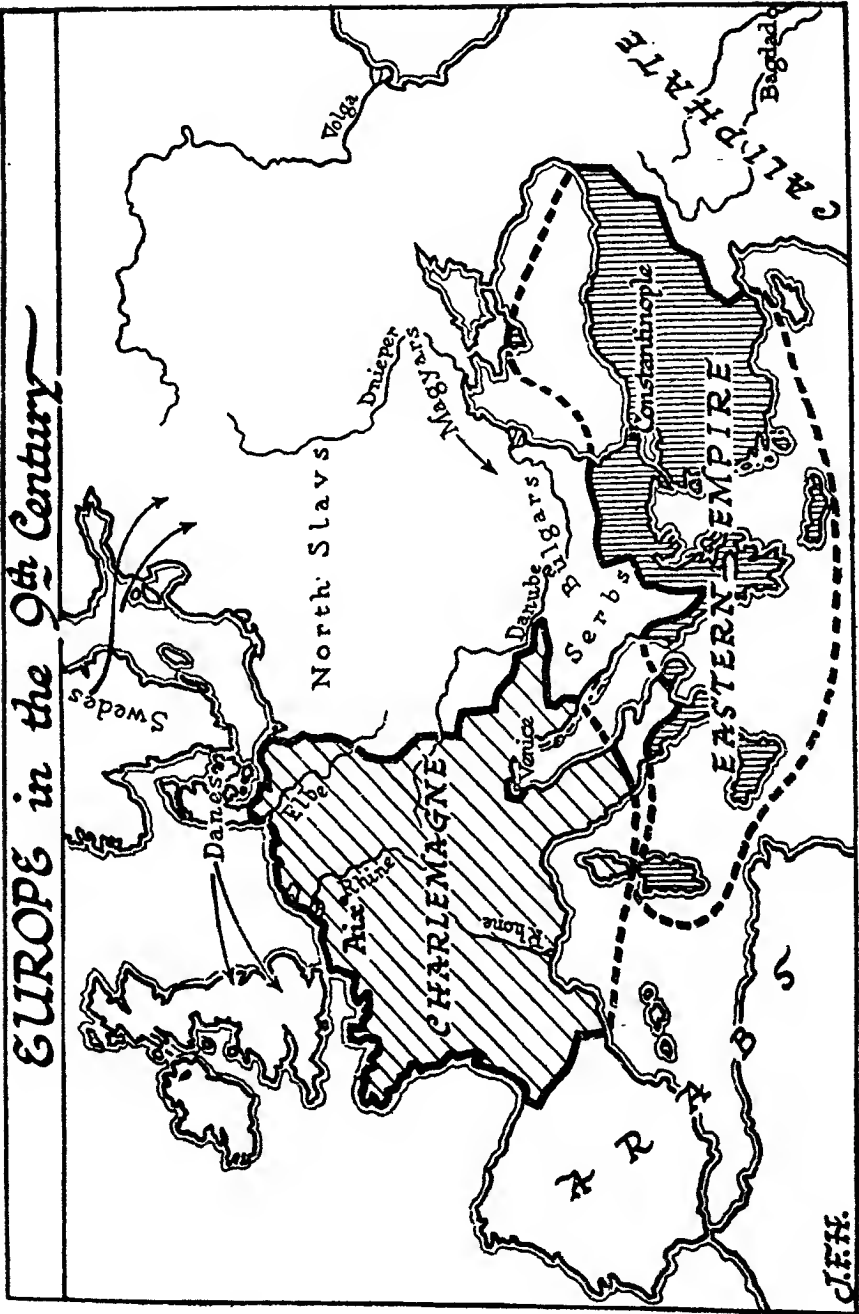 EUROPE in the 9th Century
Swedes
Danes
North Slavs
Volga
Dnieper
Magyars
Elbe
Rhine
Aix
CHARLEMAGNE
Rhone
Venice
Danube
Bulgars
Serbs
Constantinople
EASTERN EMPIRE
CALIPHATE
Bagdad
ARABS
J.F.H.